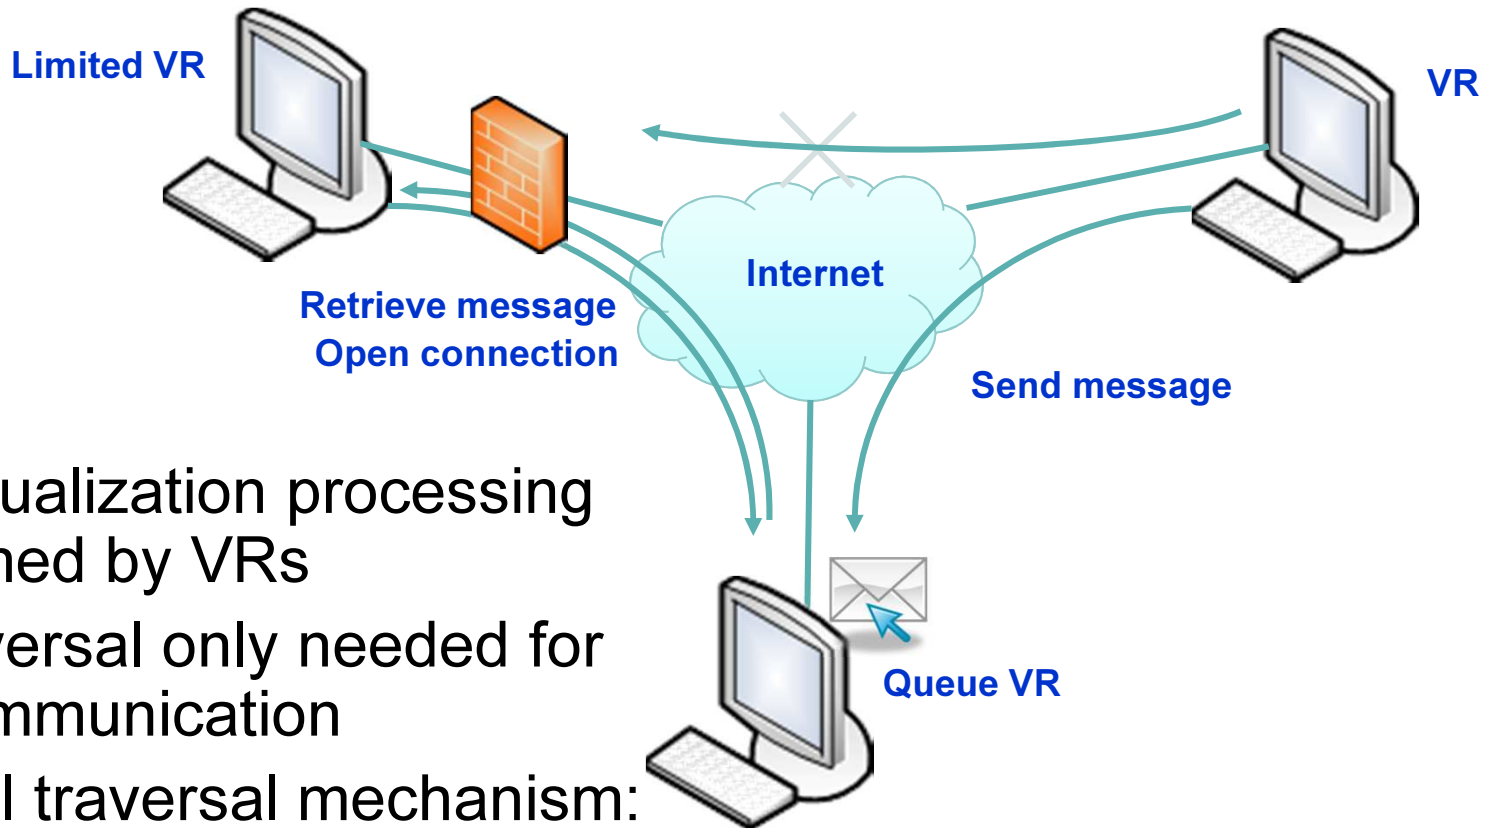 Limited VR
VR
Internet
Retrieve message
Open connection
Send message
ualization processing
ned by VRs
versal only needed for
mmunication
l traversal mechanism:
Queue VR